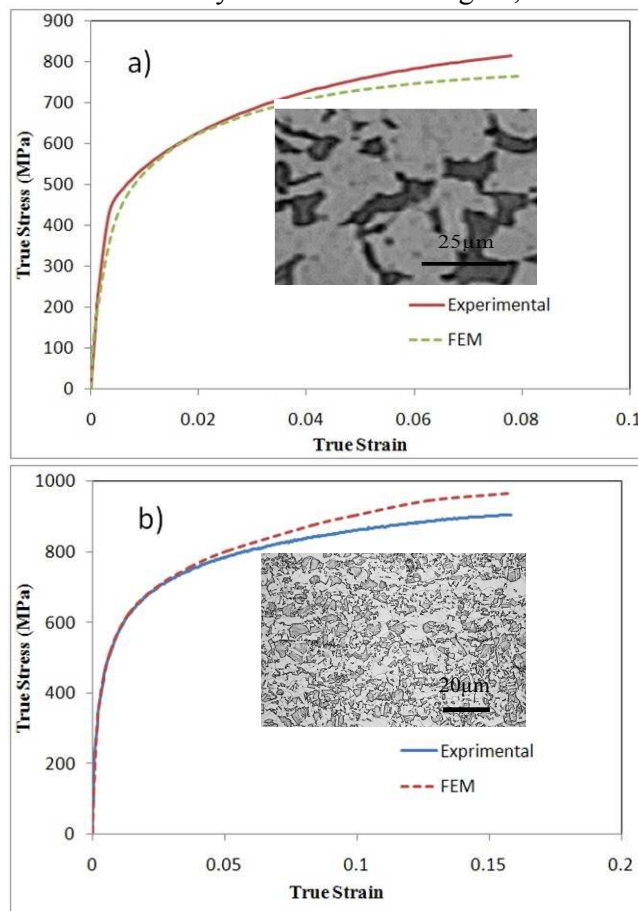 900
800
700
600
500
400
300
200
100
0
True Stress (MPa)
a)
25µm
Experimental
FEM
0 0.02 0.04 0.06 0.08 0.1
True Strain
1000
800
600
400
200
0
True Stress (MPa)
b)
20µm
Exprimental
FEM
0 0.05 0.1 0.15 0.2
True Strain